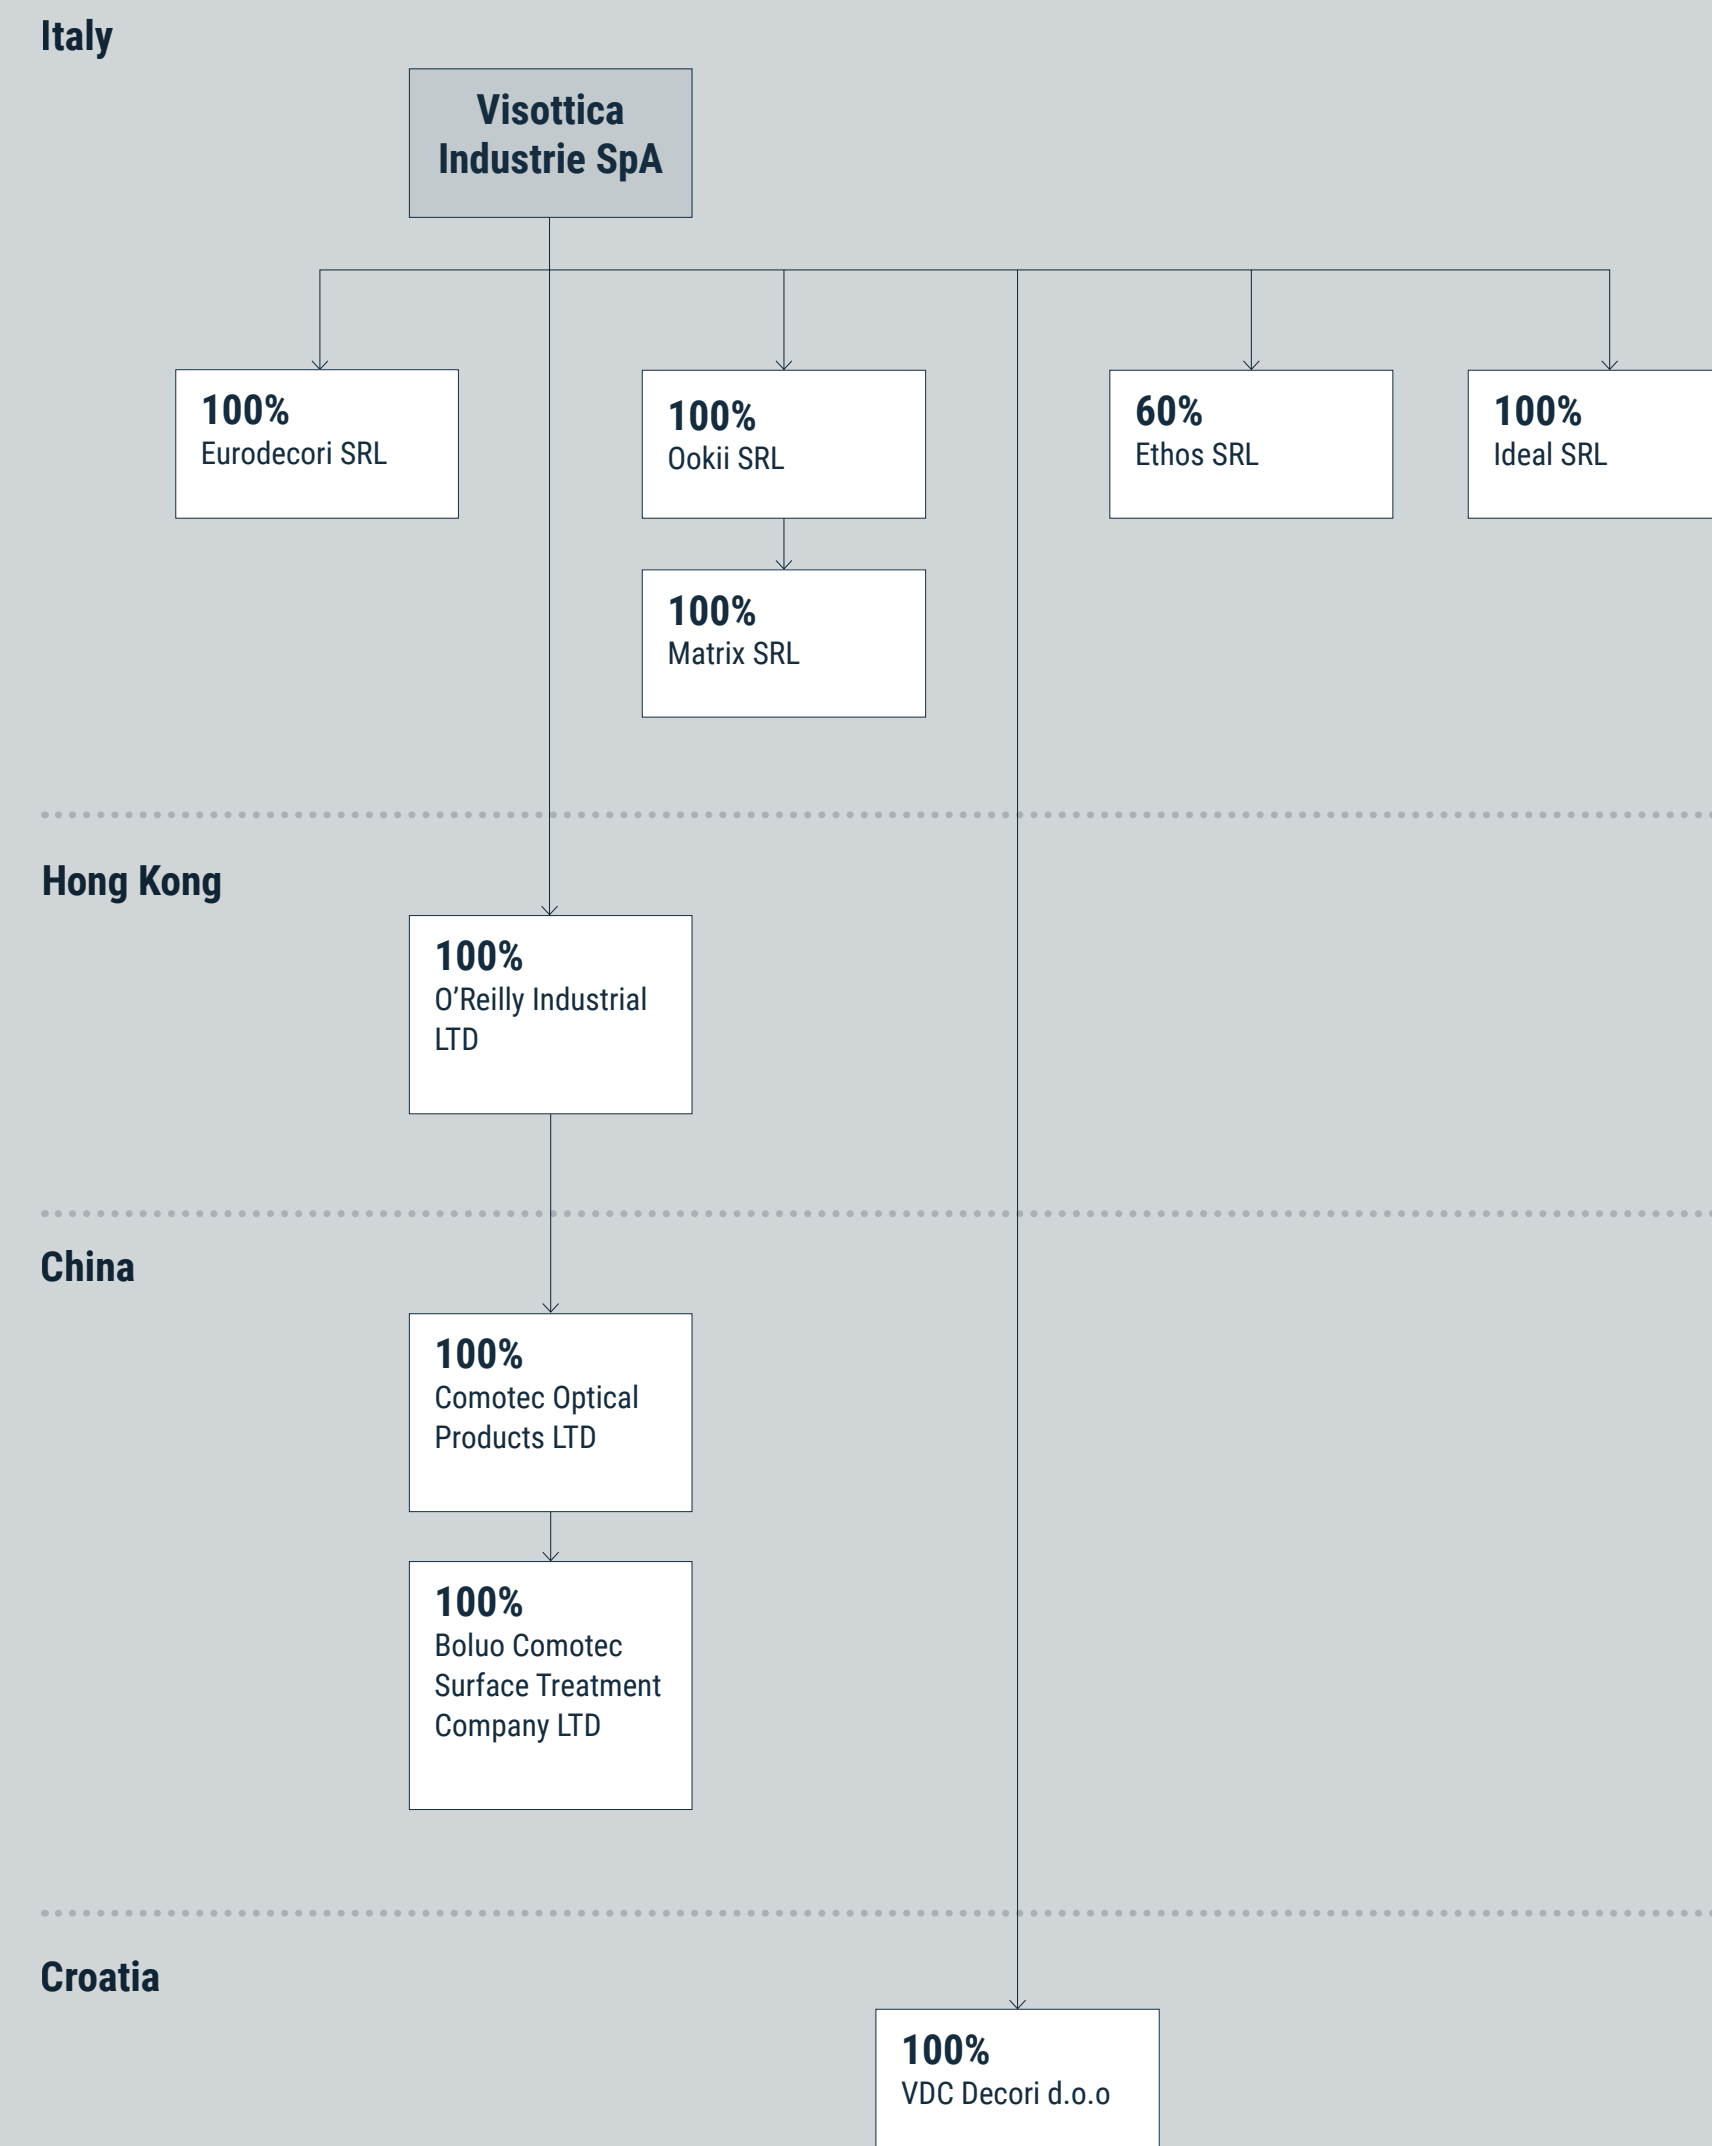 Italy
Visottica
Industrie SpA
100%
Eurodecori SRL
100%
Ookii SRL
60%
Ethos SRL
100%
Ideal SRL
100%
Matrix SRL
Hong Kong
100%
O’Reilly Industrial
LTD
China
100%
Comotec Optical
Products LTD
100%
Boluo Comotec
Surface Treatment
Company LTD
Croatia
100%
VDC Decori d.o.o